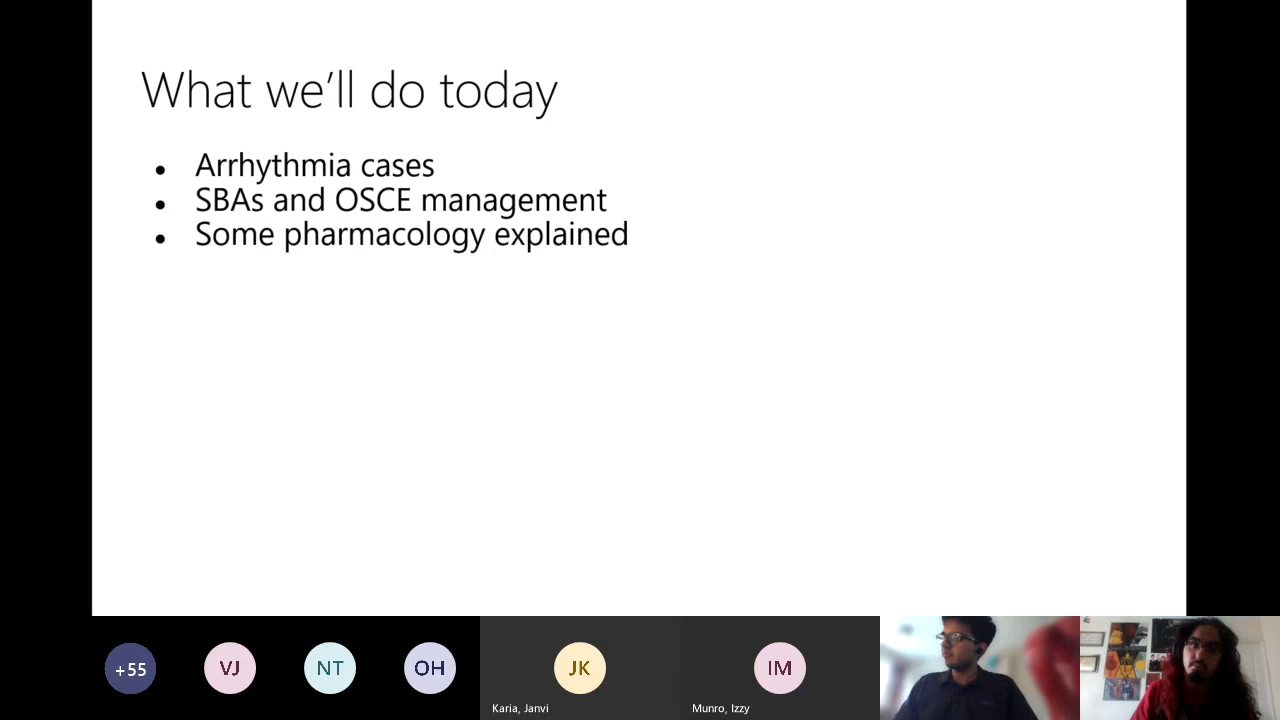 What we'll do today
• Arrhythmia cases
• SBAs and OSCE management
• Some pharmacology explained
+55
VJ
NT
OH
JK
IM
Karia, Janvi
Munro, Izzy